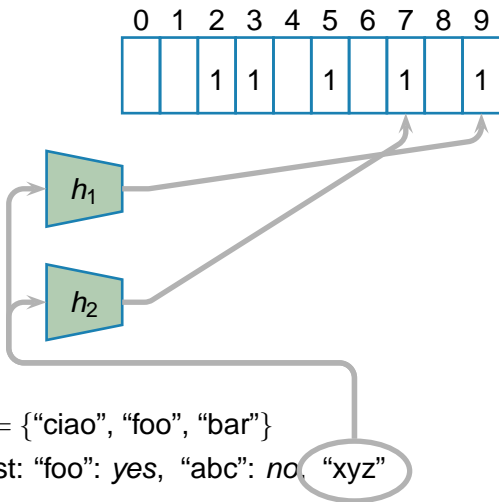 0 1 2 3 4 5 6 7 8 9
1 1 1 1 1
h1
h2
= {“ciao”, “foo”, “bar”}
“foo”: yes, “abc”: no, “xyz”